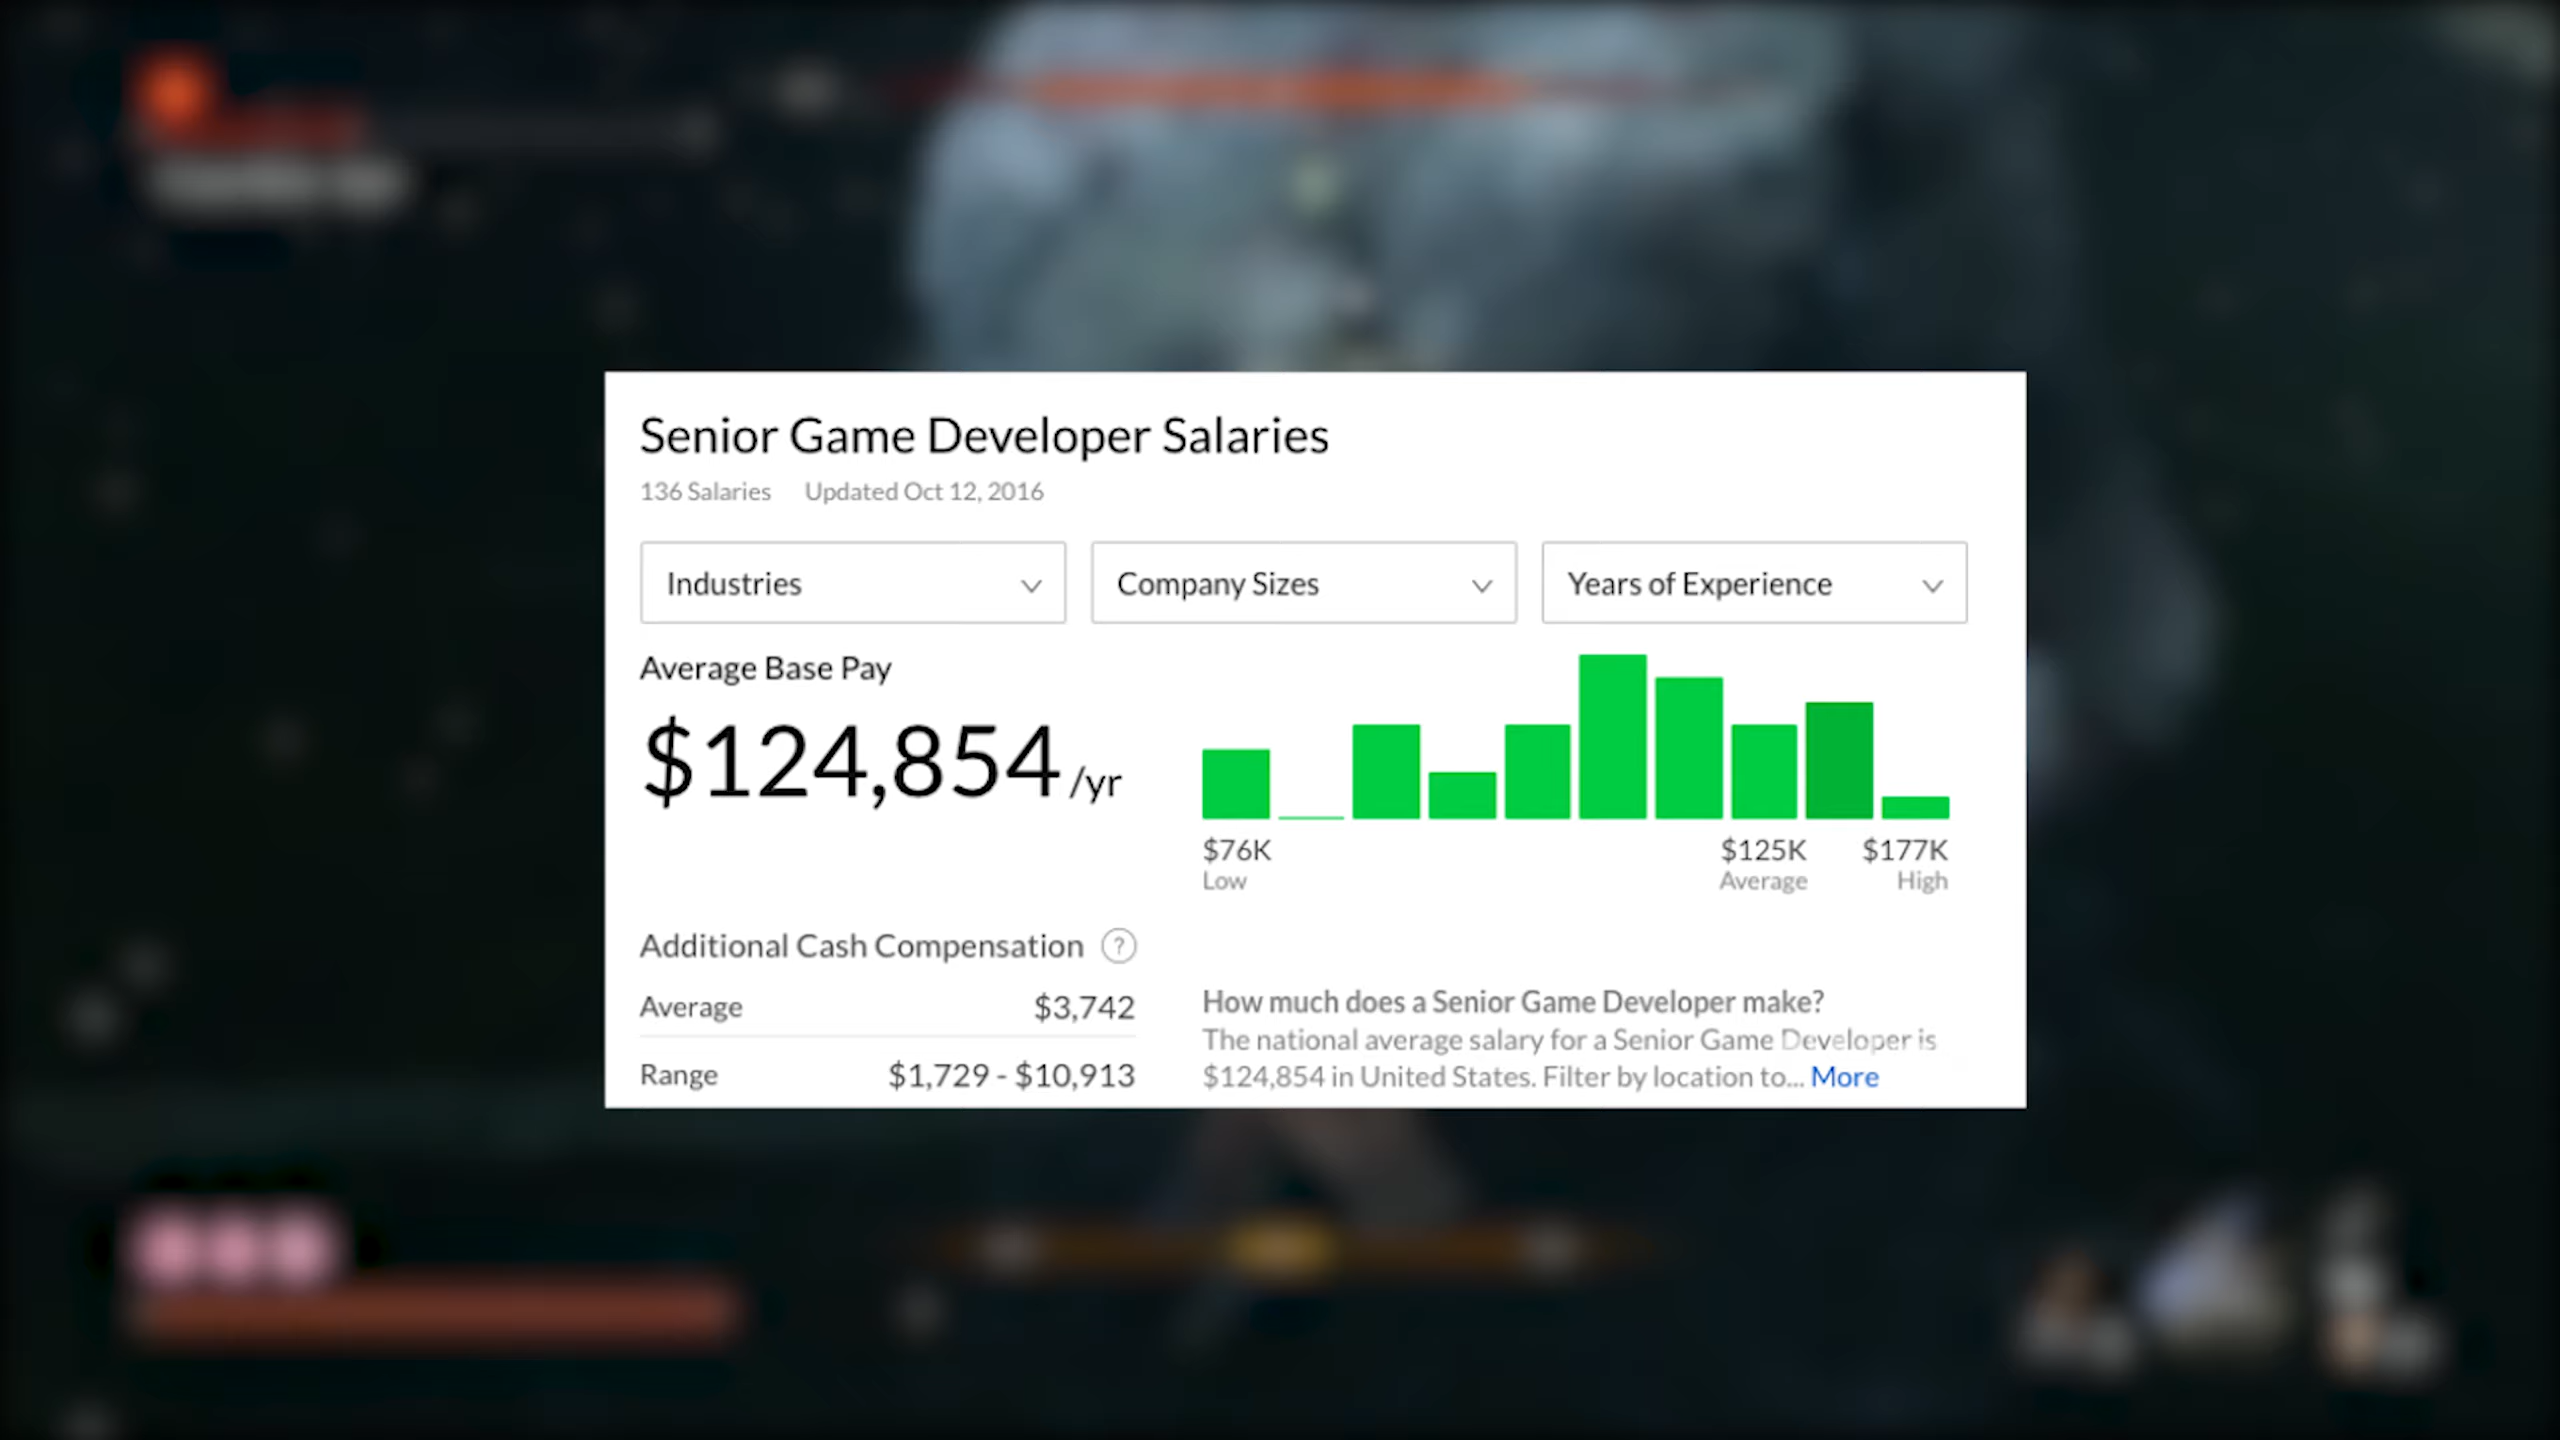 Senior Game Developer Salaries
136 Salaries Updated Oct 12, 2016
Industries Company Sizes Years of Experience
Average Base Pay
$124,854 /yr
$76K $125K $177K
Low Average High
Additional Cash Compensation ?
Average $3,742
Range $1,729 - $10,913
How much does a Senior Game Developer make?
The national average salary for a Senior Game Developer is
$124,854 in United States. Filter by location to... More